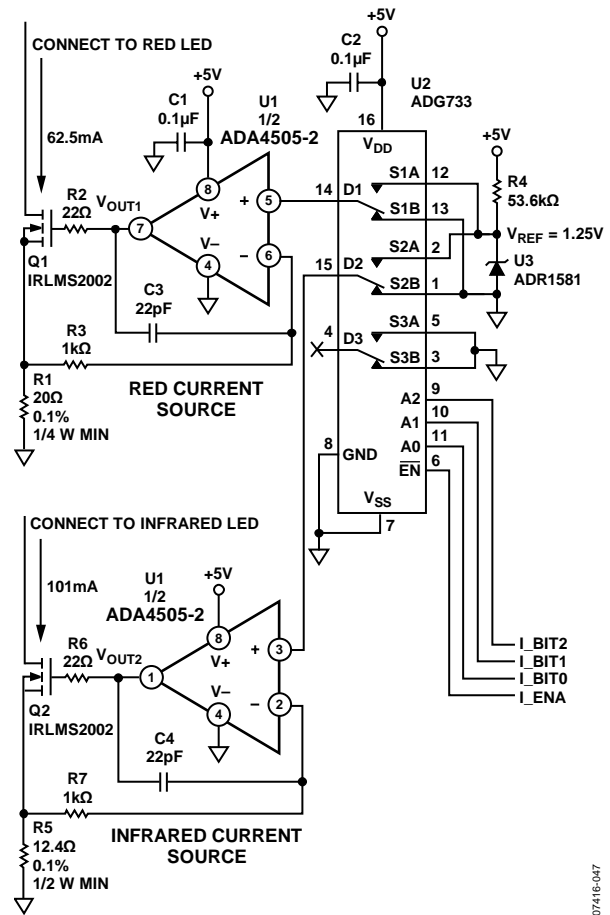 CONNECT TO RED LED
62.5mA
R2
22Ω
VOUT1
Q1
IRLMS2002
R3
1kΩ
R1
20Ω
0.1%
1/4 W MIN
C1
0.1µF
+5V
U1
1/2
ADA4505-2
8
V+
7
V–
4
+
5
–
6
C3
22pF
RED CURRENT
SOURCE
C2
0.1µF
+5V
U2
ADG733
16
VDD
14
D1
S1A
12
S1B
13
S2A
2
15
D2
S2B
1
4
D3
S3A
5
S3B
3
A2
9
A1
10
A0
11
EN
6
8
GND
VSS
7
+5V
R4
53.6kΩ
VREF = 1.25V
U3
ADR1581
I_BIT2
I_BIT1
I_BIT0
I_ENA
CONNECT TO INFRARED LED
101mA
R6
22Ω
VOUT2
Q2
IRLMS2002
R7
1kΩ
R5
12.4Ω
0.1%
1/2 W MIN
U1
1/2
ADA4505-2
+5V
8
V+
1
V–
4
+
3
–
2
C4
22pF
INFRARED CURRENT
SOURCE
07416-047